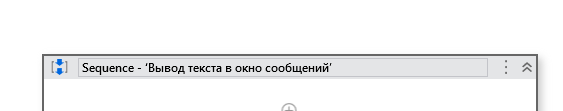 Sequence - ‘Вывод текста в окно сообщений’